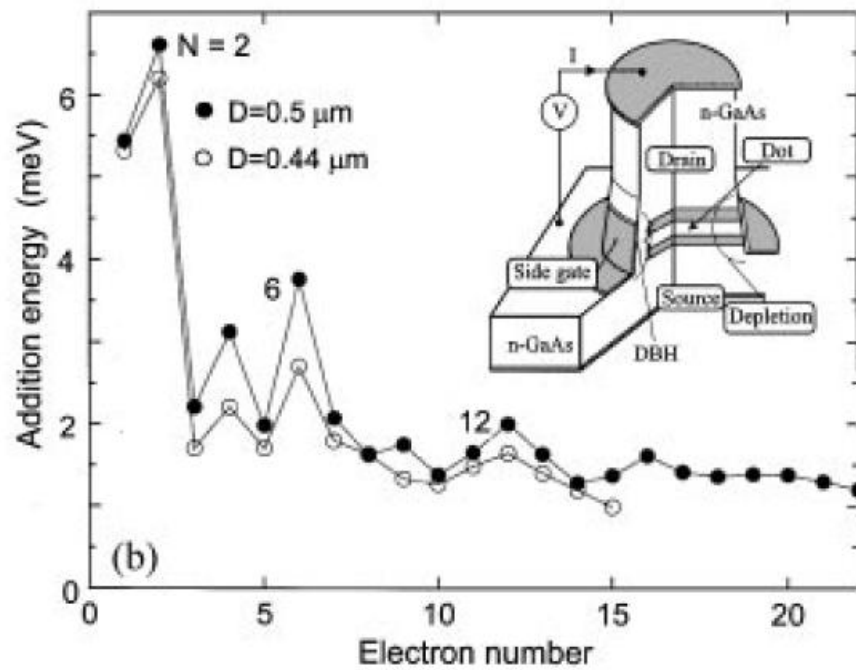 Addition energy (meV)
6
4
2
0
N = 2
D=0.5 μm
D=0.44 μm
6
12
(b)
I
V
n-GaAs
Drain
Dot
Side gate
Source
Depletion
n-GaAs
DBH
0 5 10 15 20
Electron number